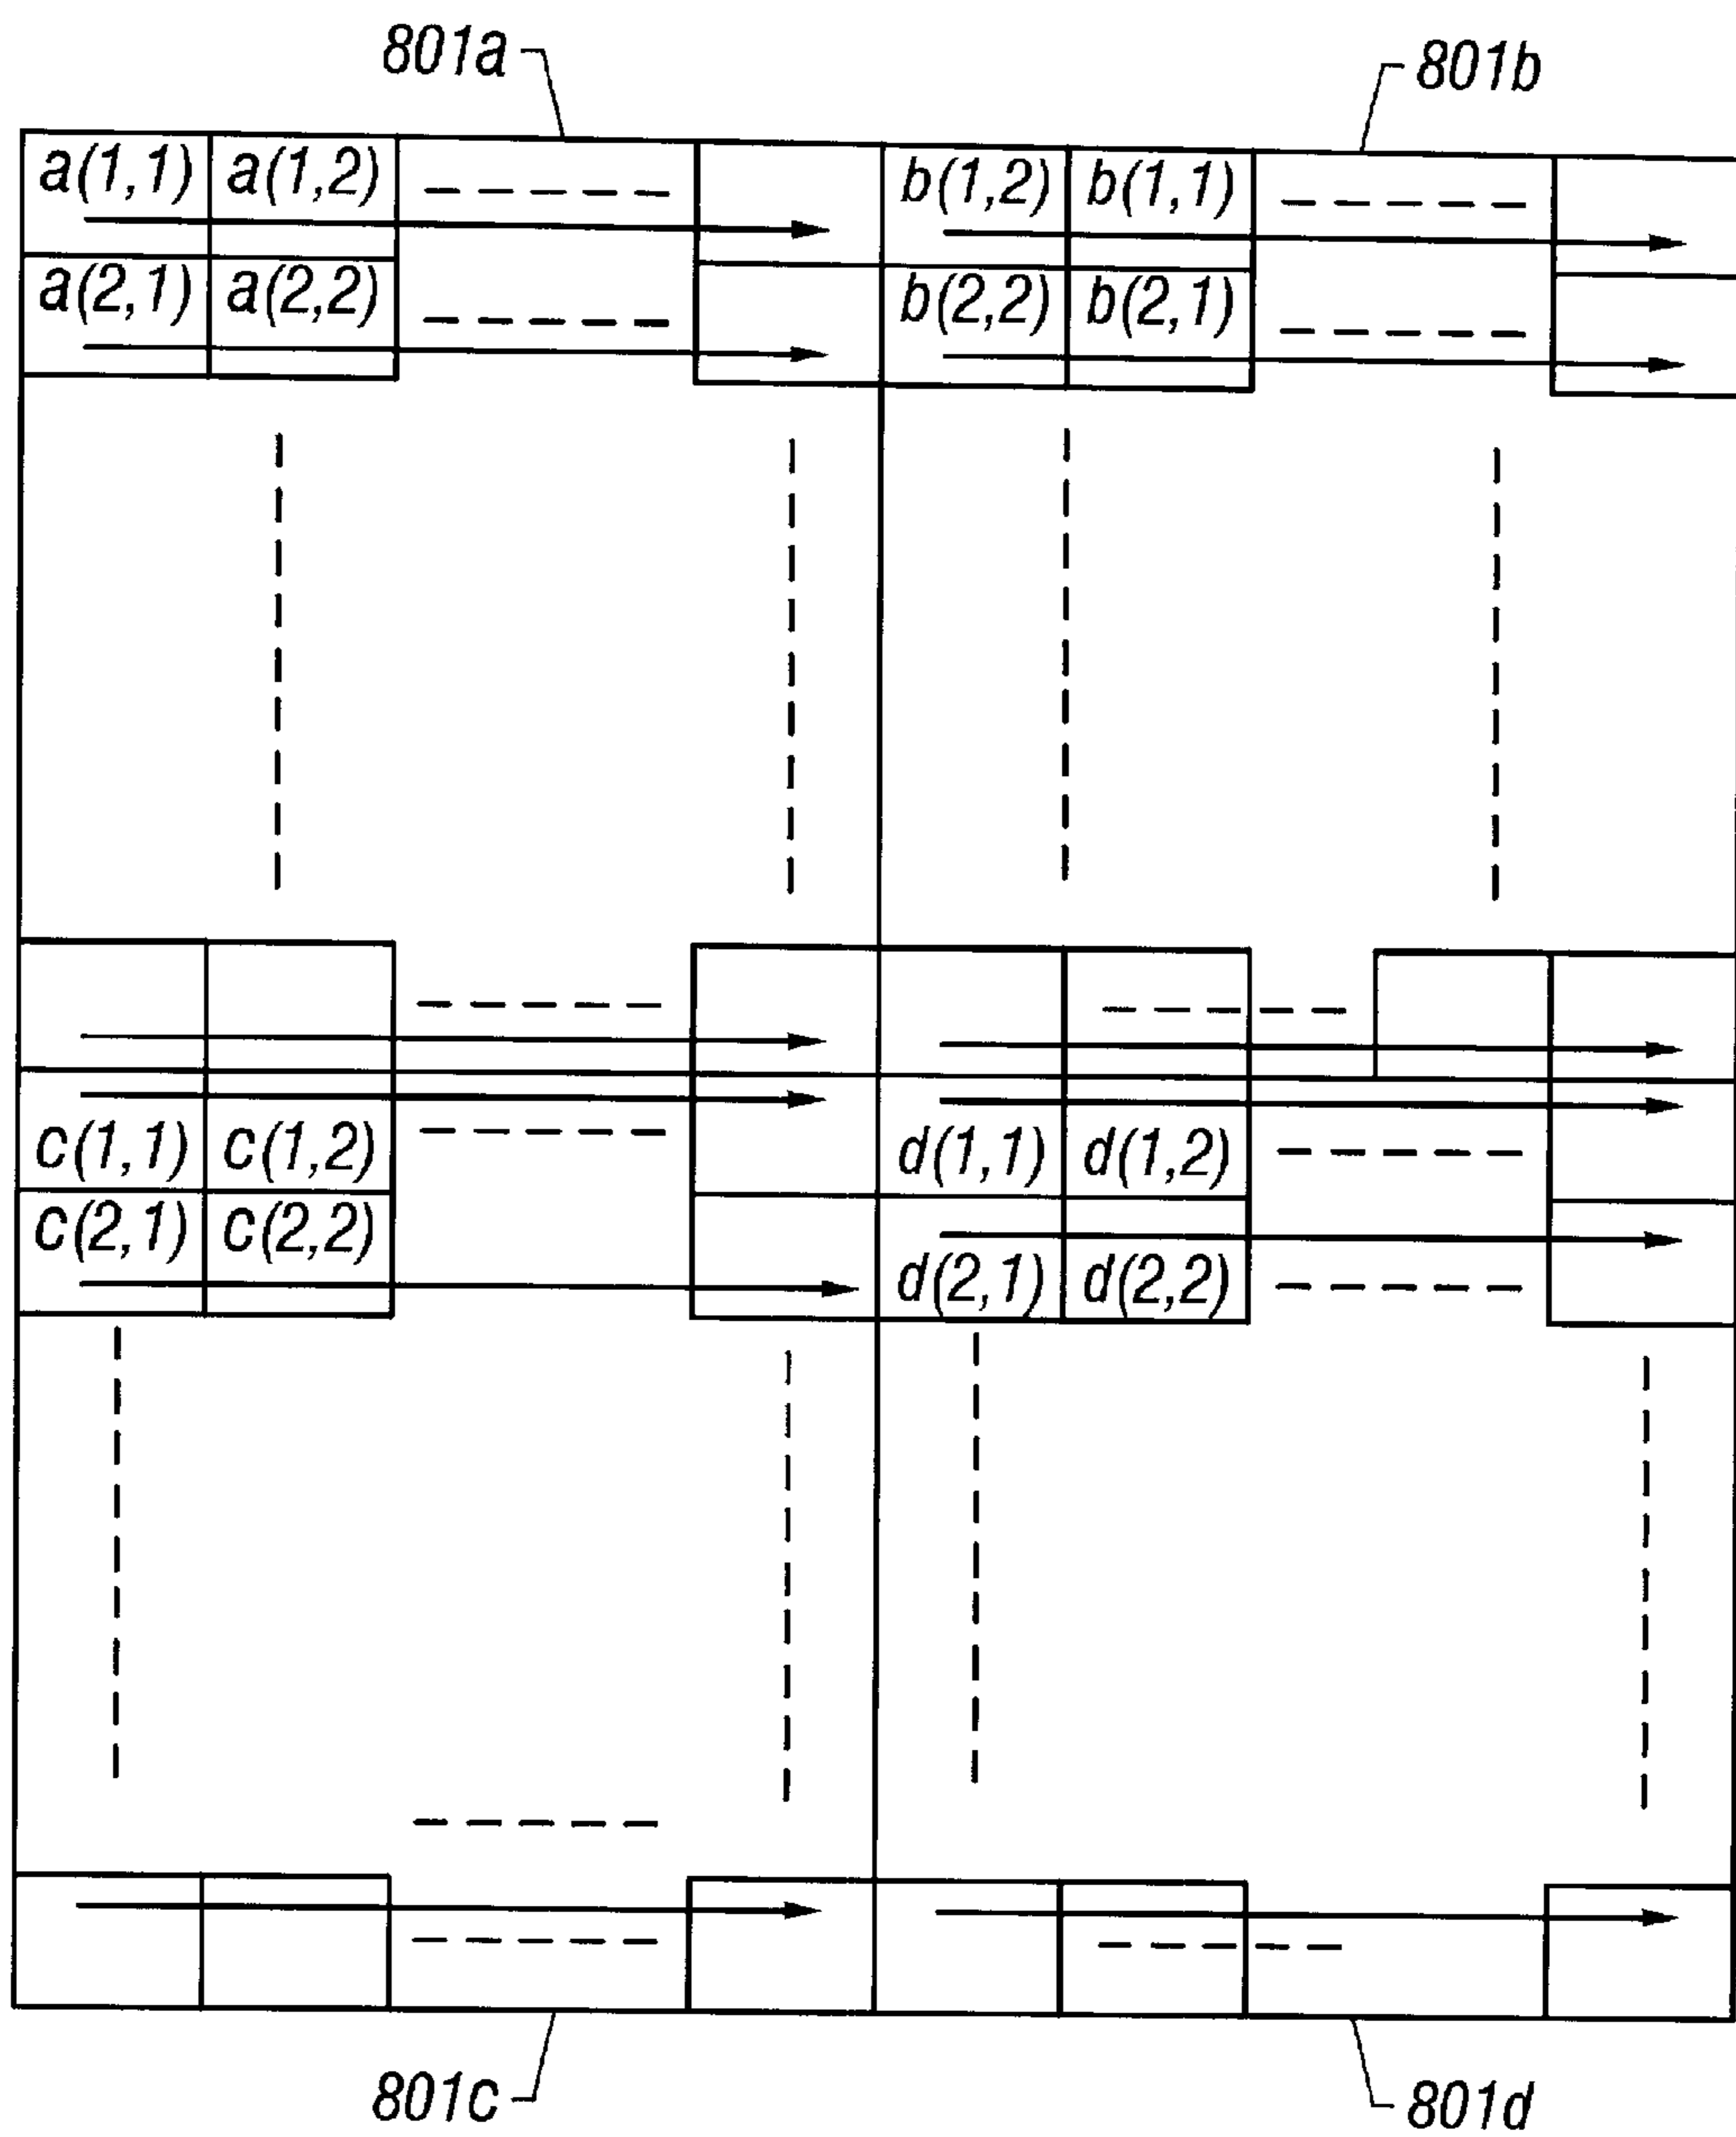 801a 801b
a(1,1) a(1,2) b(1,2) b(1,1)
a(2,1) a(2,2) b(2,2) b(2,1)
c(1,1) c(1,2) d(1,1) d(1,2)
c(2,1) c(2,2) d(2,1) d(2,2)
801c 801d